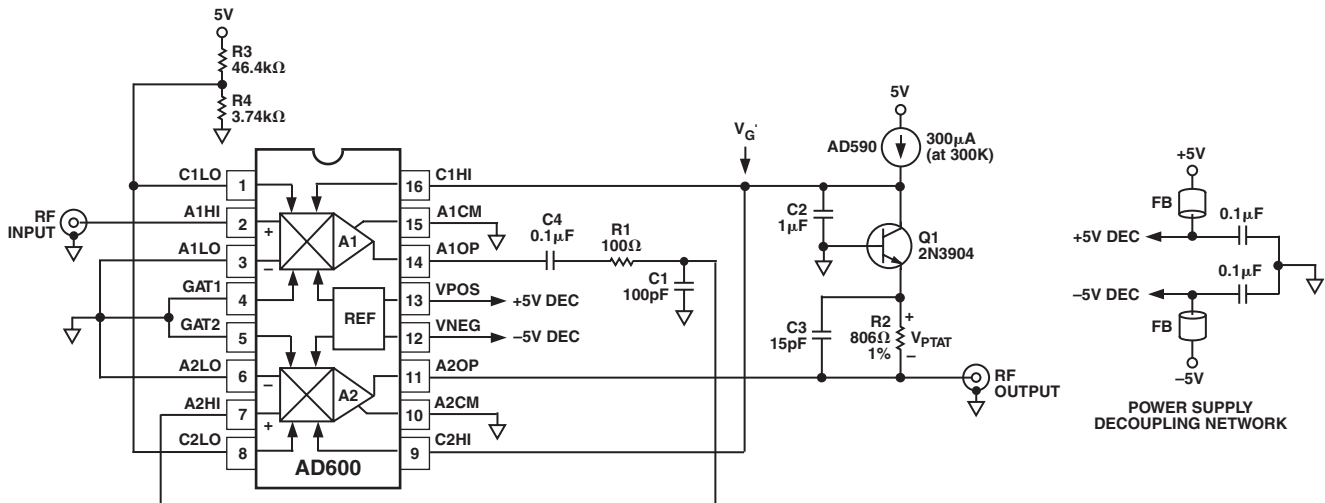 5V
R3
46.4kΩ
R4
3.74kΩ
C1LO
1
A1HI
2
RF
INPUT
A1LO
3
GAT1
4
GAT2
5
A2LO
6
A2HI
7
C2LO
8
+
–
A1
REF
–
+
A2
AD600
16
C1HI
15
A1CM
14
A1OP
13
VPOS
+5V DEC
12
VNEG
–5V DEC
11
A2OP
10
A2CM
9
C2HI
C4
0.1µF
R1
100Ω
C1
100pF
VG
5V
AD590
300µA
(at 300K)
C2
1µF
Q1
2N3904
C3
15pF
R2
806Ω
1%
+
VPTAT
–
RF
OUTPUT
+5V
FB
0.1µF
+5V DEC
0.1µF
–5V DEC
FB
–5V
POWER SUPPLY
DECOUPLING NETWORK